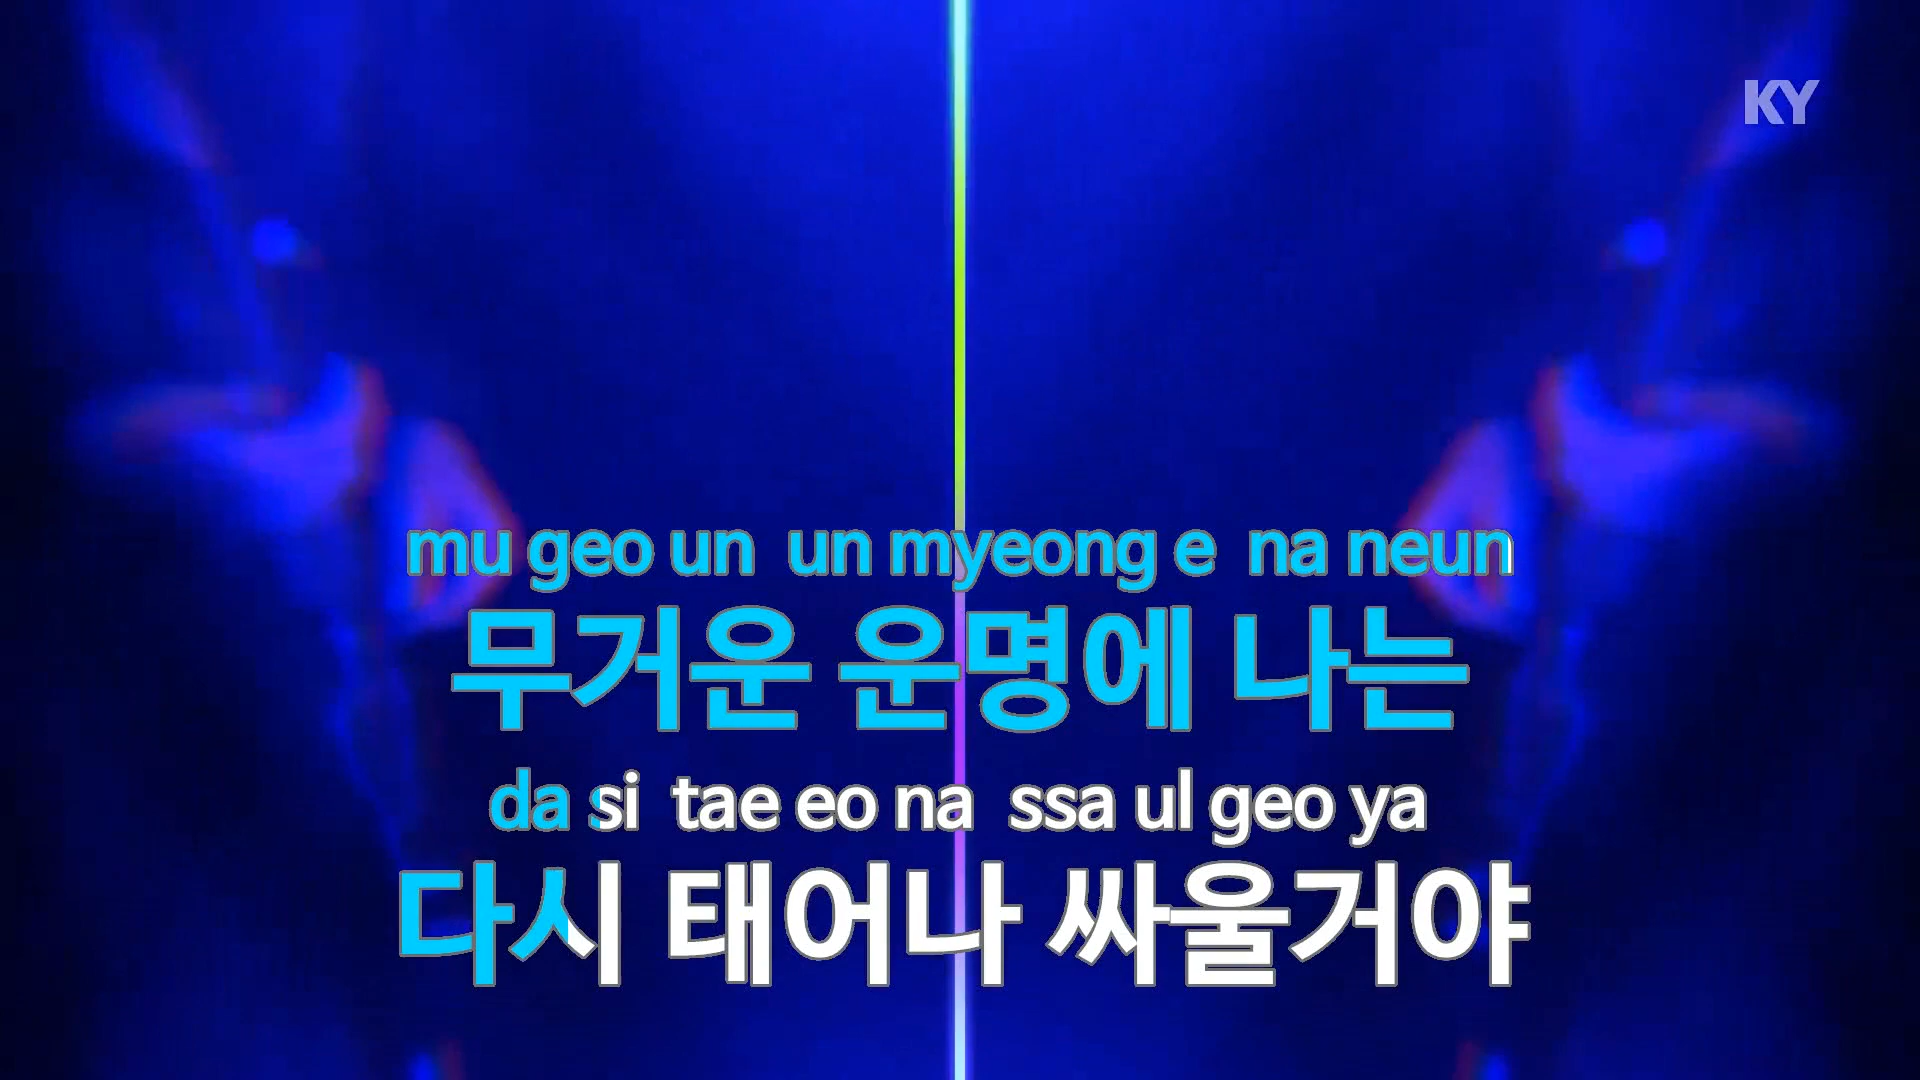 KY
mu geo un un myeong e na neun
무거운 운명에 나는
da si tae eo na ssa ul geo ya
다시 태어나 싸울거야